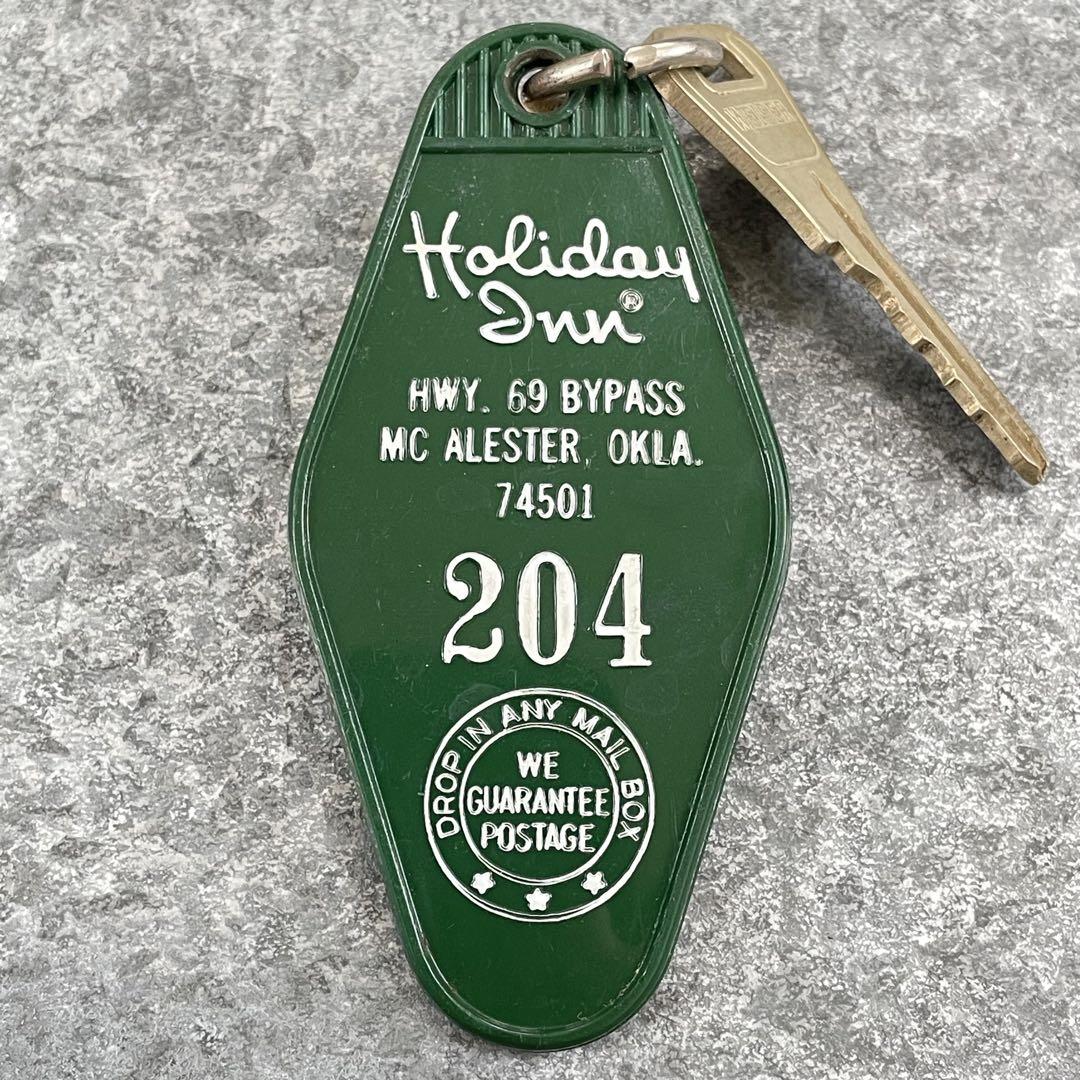 Holiday
Inn®
HWY. 69 BYPASS
MC ALESTER, OKLA.
74501
204
DROP IN ANY MAIL BOX
WE
GUARANTEE
POSTAGE